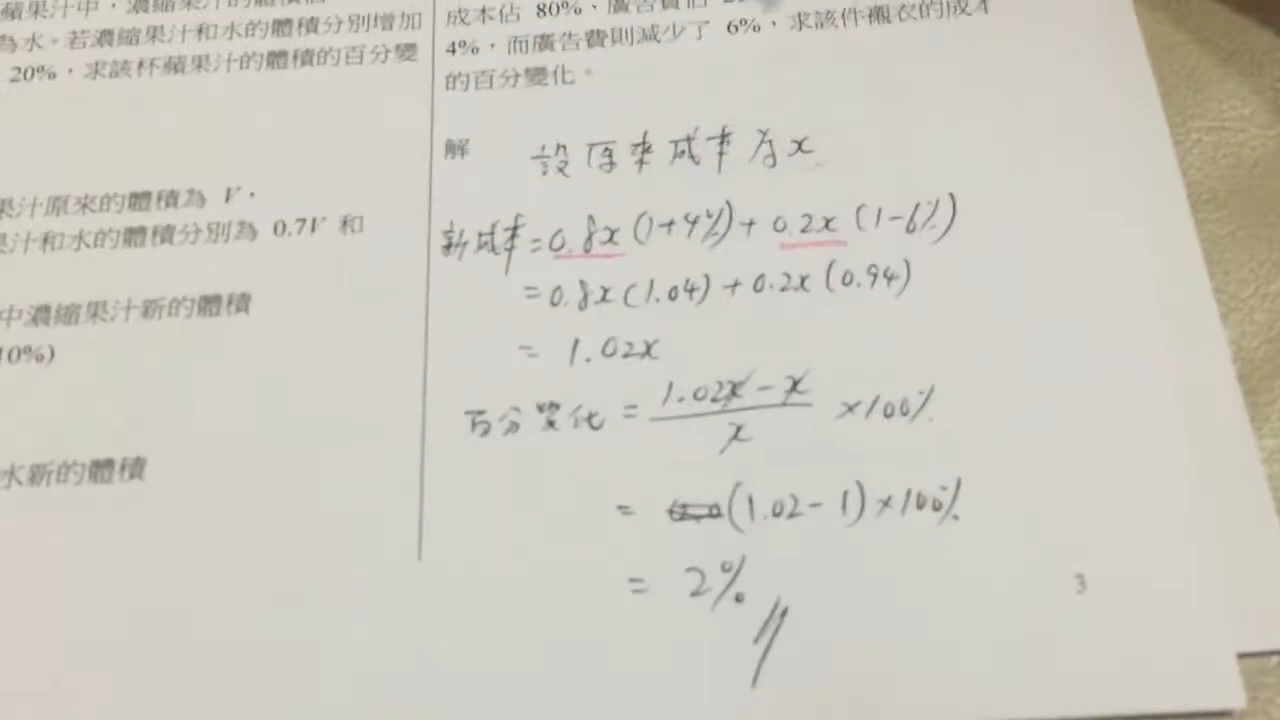 蘋果汁中，濃縮果汁的體積佔
為水。若濃縮果汁和水的體積分別增加
20%，求該杯蘋果汁的體積的百分變
果汁原來的體積為 V，
果汁和水的體積分別為 0.7V 和
中濃縮果汁新的體積
10%)
水新的體積
成本佔 80%、廣告費佔
4%，而廣告費則減少了 6%，求該件襯衣的成本
的百分變化。
解 設原來成本為x
新成本=0.8x(1+4%)+0.2x(1-6%)
=0.8x(1.04)+0.2x(0.94)
= 1.02x
百分變化 = \frac{1.02x-x}{x} ×100%
= (1.02-1)×100%
= 2%
3